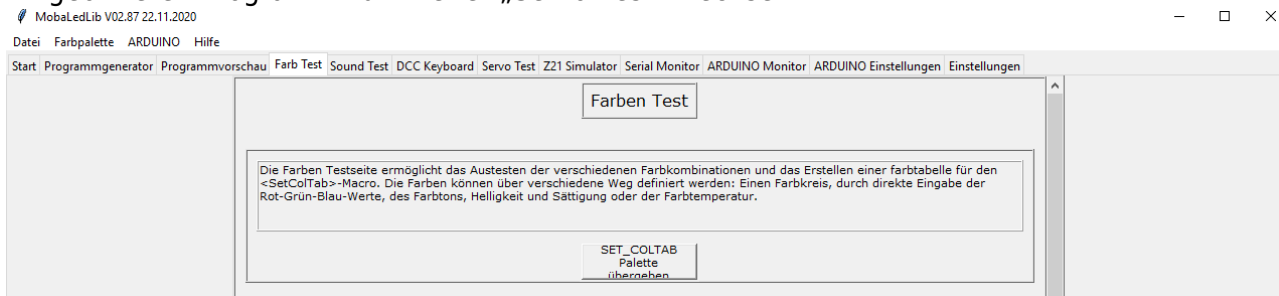 MobaLedLib V02.87 22.11.2020
Datei Farbpalette ARDUINO Hilfe
Start Programmgenerator Programmvorschau Farb Test Sound Test DCC Keyboard Servo Test Z21 Simulator Serial Monitor ARDUINO Monitor ARDUINO Einstellungen Einstellungen
Farben Test
Die Farben Testseite ermöglicht das Austesten der verschiedenen Farbkombinationen und das Erstellen einer farbtabelle für den
<SetColTab>-Macro. Die Farben können über verschiedene Weg definiert werden: Einen Farbkreis, durch direkte Eingabe der
Rot-Grün-Blau-Werte, des Farbtons, Helligkeit und Sättigung oder der Farbtemperatur.
SET_COLTAB
Palette
übergeben